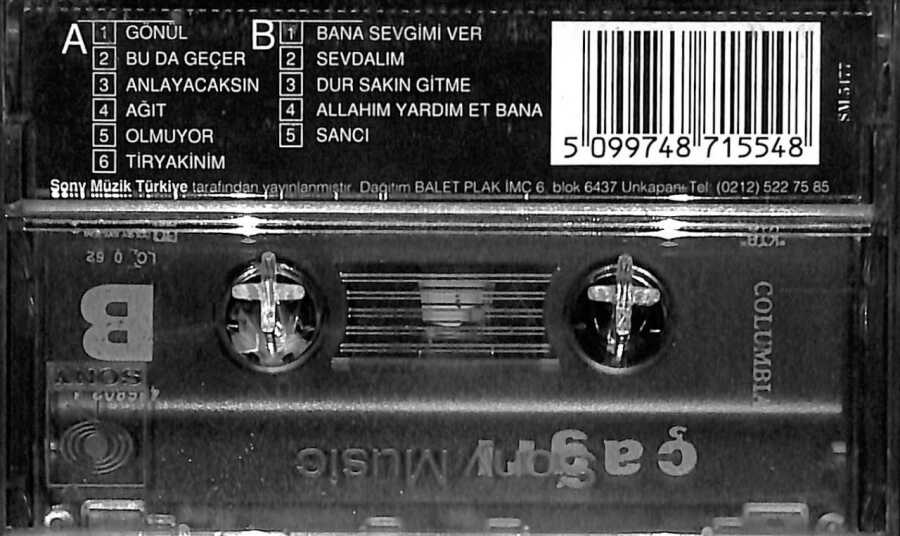 A 1 GÖNÜL
2 BU DA GEÇER
3 ANLAYACAKSIN
4 AĞIT
5 OLMUYOR
6 TİRYAKİNİM
B 1 BANA SEVGİMİ VER
2 SEVDALIM
3 DUR SAKIN GİTME
4 ALLAHIM YARDIM ET BANA
5 SANCI
5 099748 715548
SM 5177
Sony Müzik Türkiye tarafından yayınlanmıştır. Dağıtım BALET PLAK İMÇ 6. blok 6437 Unkapanı Tel: (0212) 522 75 85
B
COLUMBIA
SONY
çağrı
Sony Music